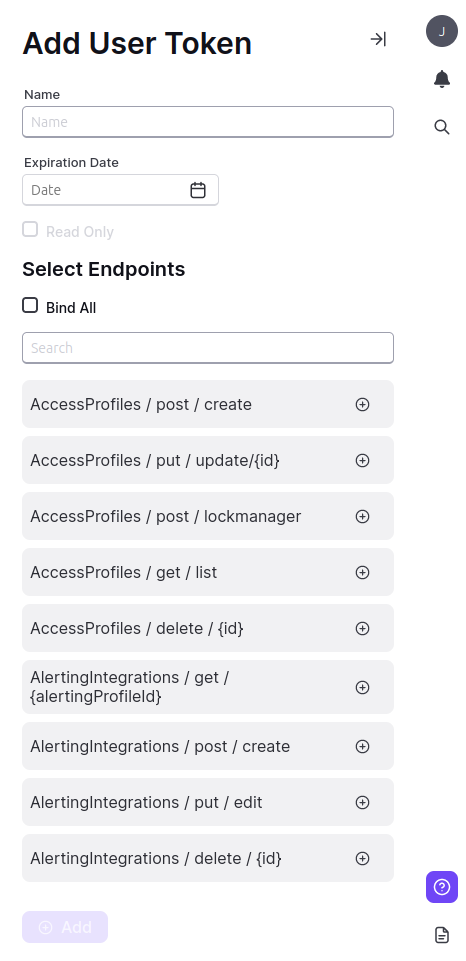 Add User Token
J
Name
Name
Expiration Date
Date
Read Only
Select Endpoints
Bind All
Search
AccessProfiles / post / create
AccessProfiles / put / update/{id}
AccessProfiles / post / lockmanager
AccessProfiles / get / list
AccessProfiles / delete / {id}
AlertingIntegrations / get /
{alertingProfileId}
AlertingIntegrations / post / create
AlertingIntegrations / put / edit
AlertingIntegrations / delete / {id}
Add